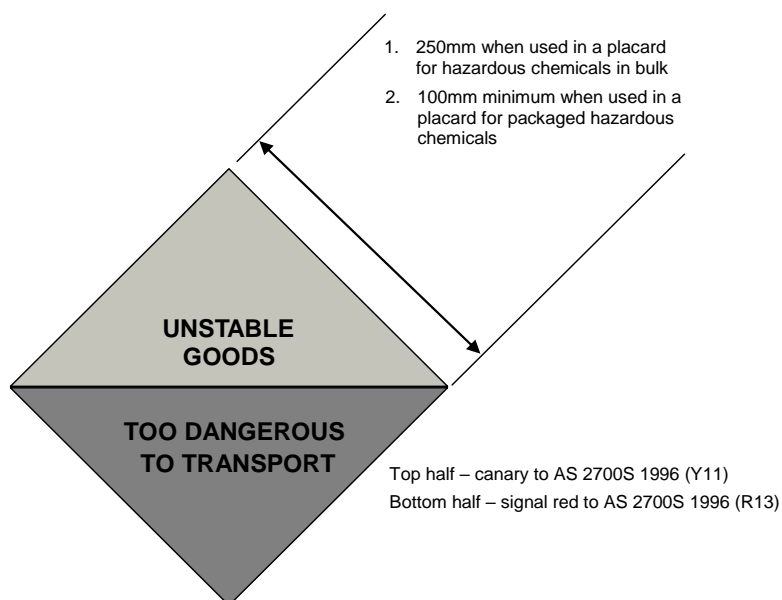 1. 250mm when used in a placard
for hazardous chemicals in bulk
2. 100mm minimum when used in a
placard for packaged hazardous
chemicals
UNSTABLE
GOODS
TOO DANGEROUS
TO TRANSPORT
Top half – canary to AS 2700S 1996 (Y11)
Bottom half – signal red to AS 2700S 1996 (R13)